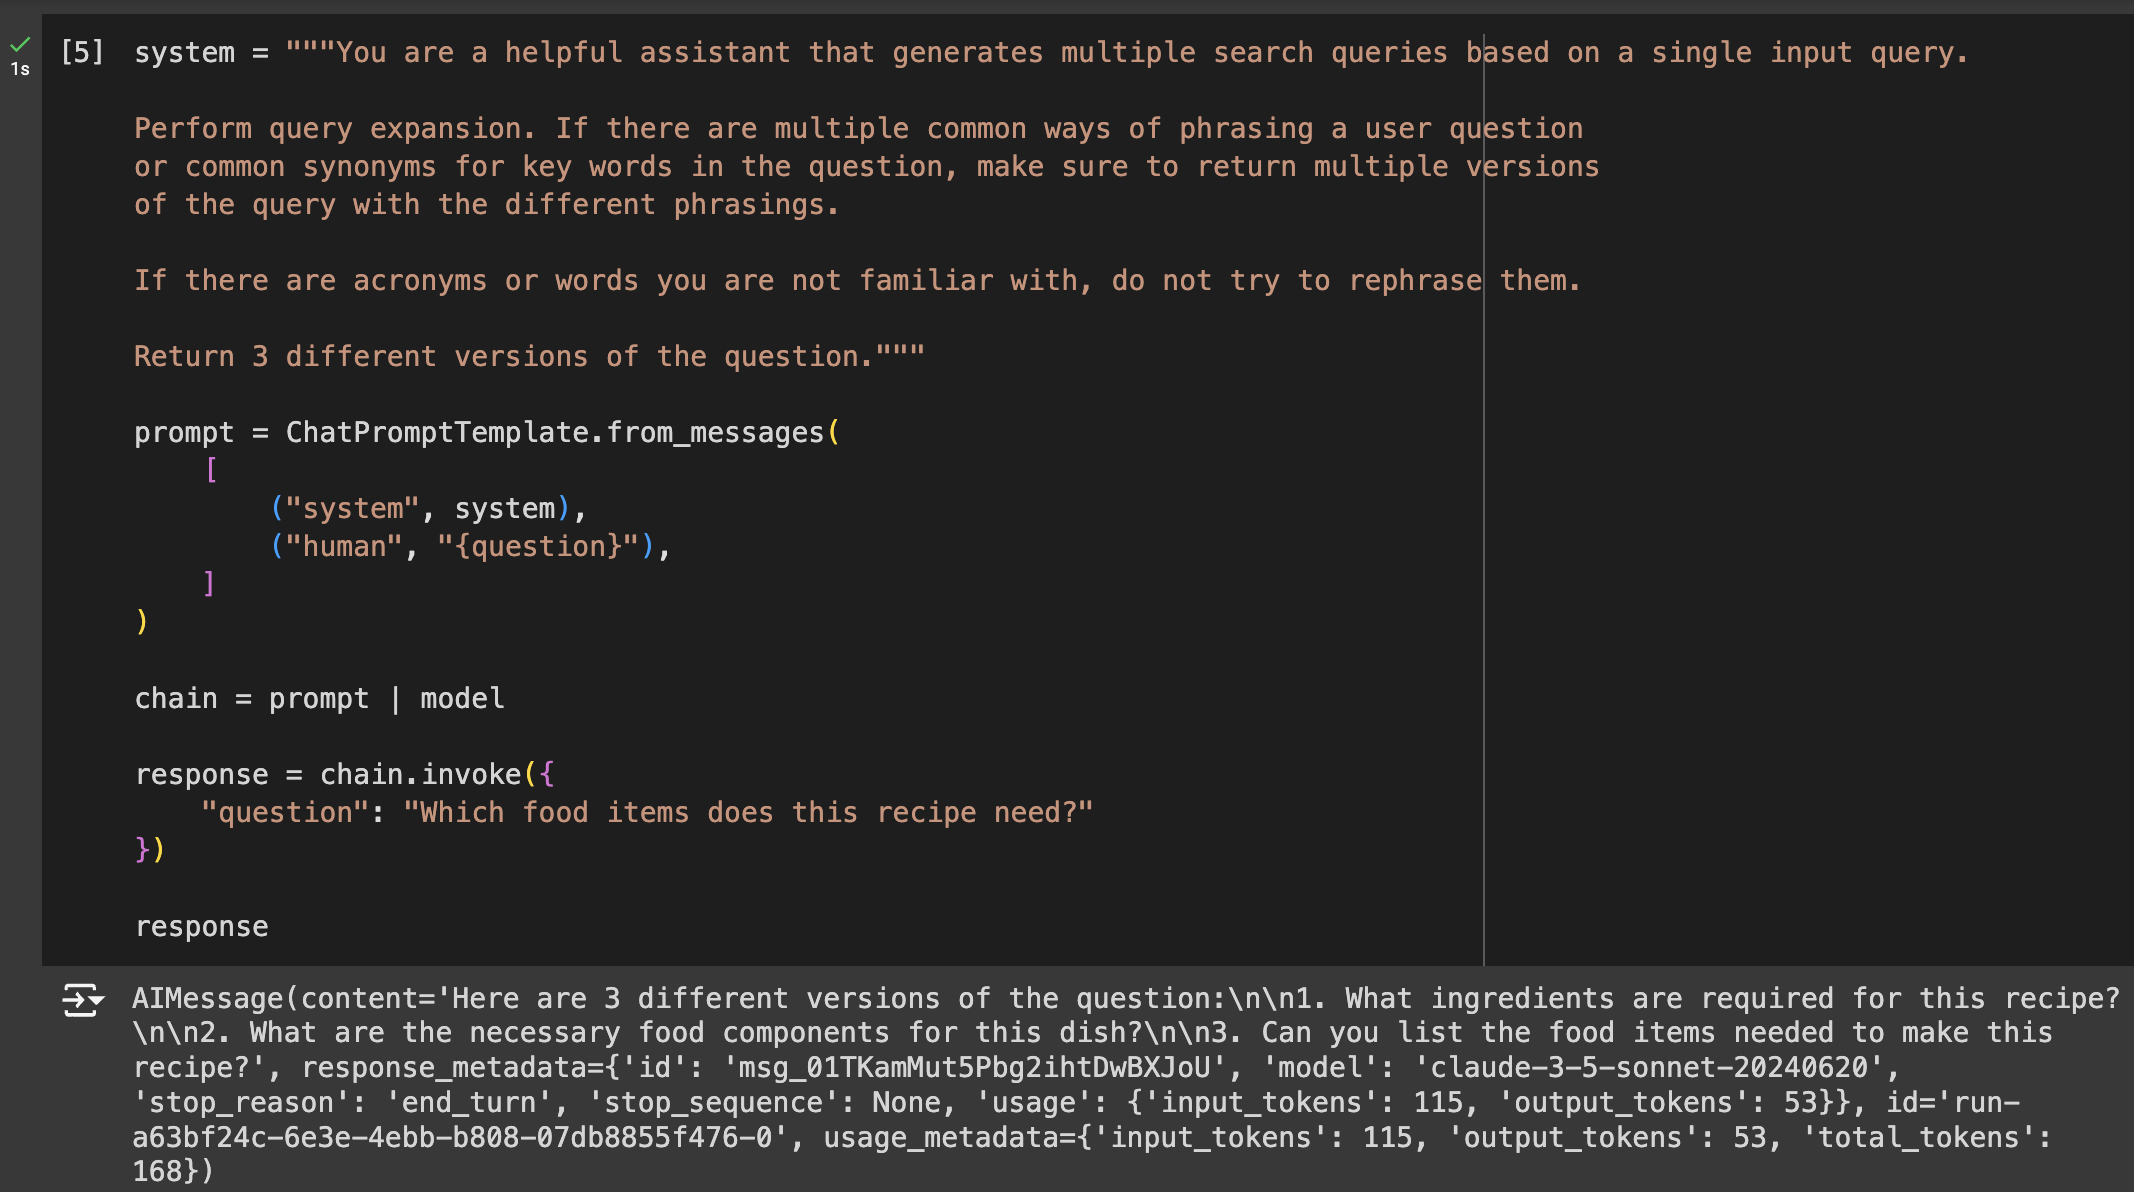 [5] system = """You are a helpful assistant that generates multiple search queries based on a single input query.
1s
Perform query expansion. If there are multiple common ways of phrasing a user question
or common synonyms for key words in the question, make sure to return multiple versions
of the query with the different phrasings.
If there are acronyms or words you are not familiar with, do not try to rephrase them.
Return 3 different versions of the question."""
prompt = ChatPromptTemplate.from_messages(
[
("system", system),
("human", "{question}"),
]
)
chain = prompt | model
response = chain.invoke({
"question": "Which food items does this recipe need?"
})
response
AIMessage(content='Here are 3 different versions of the question:\n\n1. What ingredients are required for this recipe?
\n\n2. What are the necessary food components for this dish?\n\n3. Can you list the food items needed to make this
recipe?', response_metadata={'id': 'msg_01TKamMut5Pbg2ihtDwBXJoU', 'model': 'claude-3-5-sonnet-20240620',
'stop_reason': 'end_turn', 'stop_sequence': None, 'usage': {'input_tokens': 115, 'output_tokens': 53}}, id='run-
a63bf24c-6e3e-4ebb-b808-07db8855f476-0', usage_metadata={'input_tokens': 115, 'output_tokens': 53, 'total_tokens':
168})